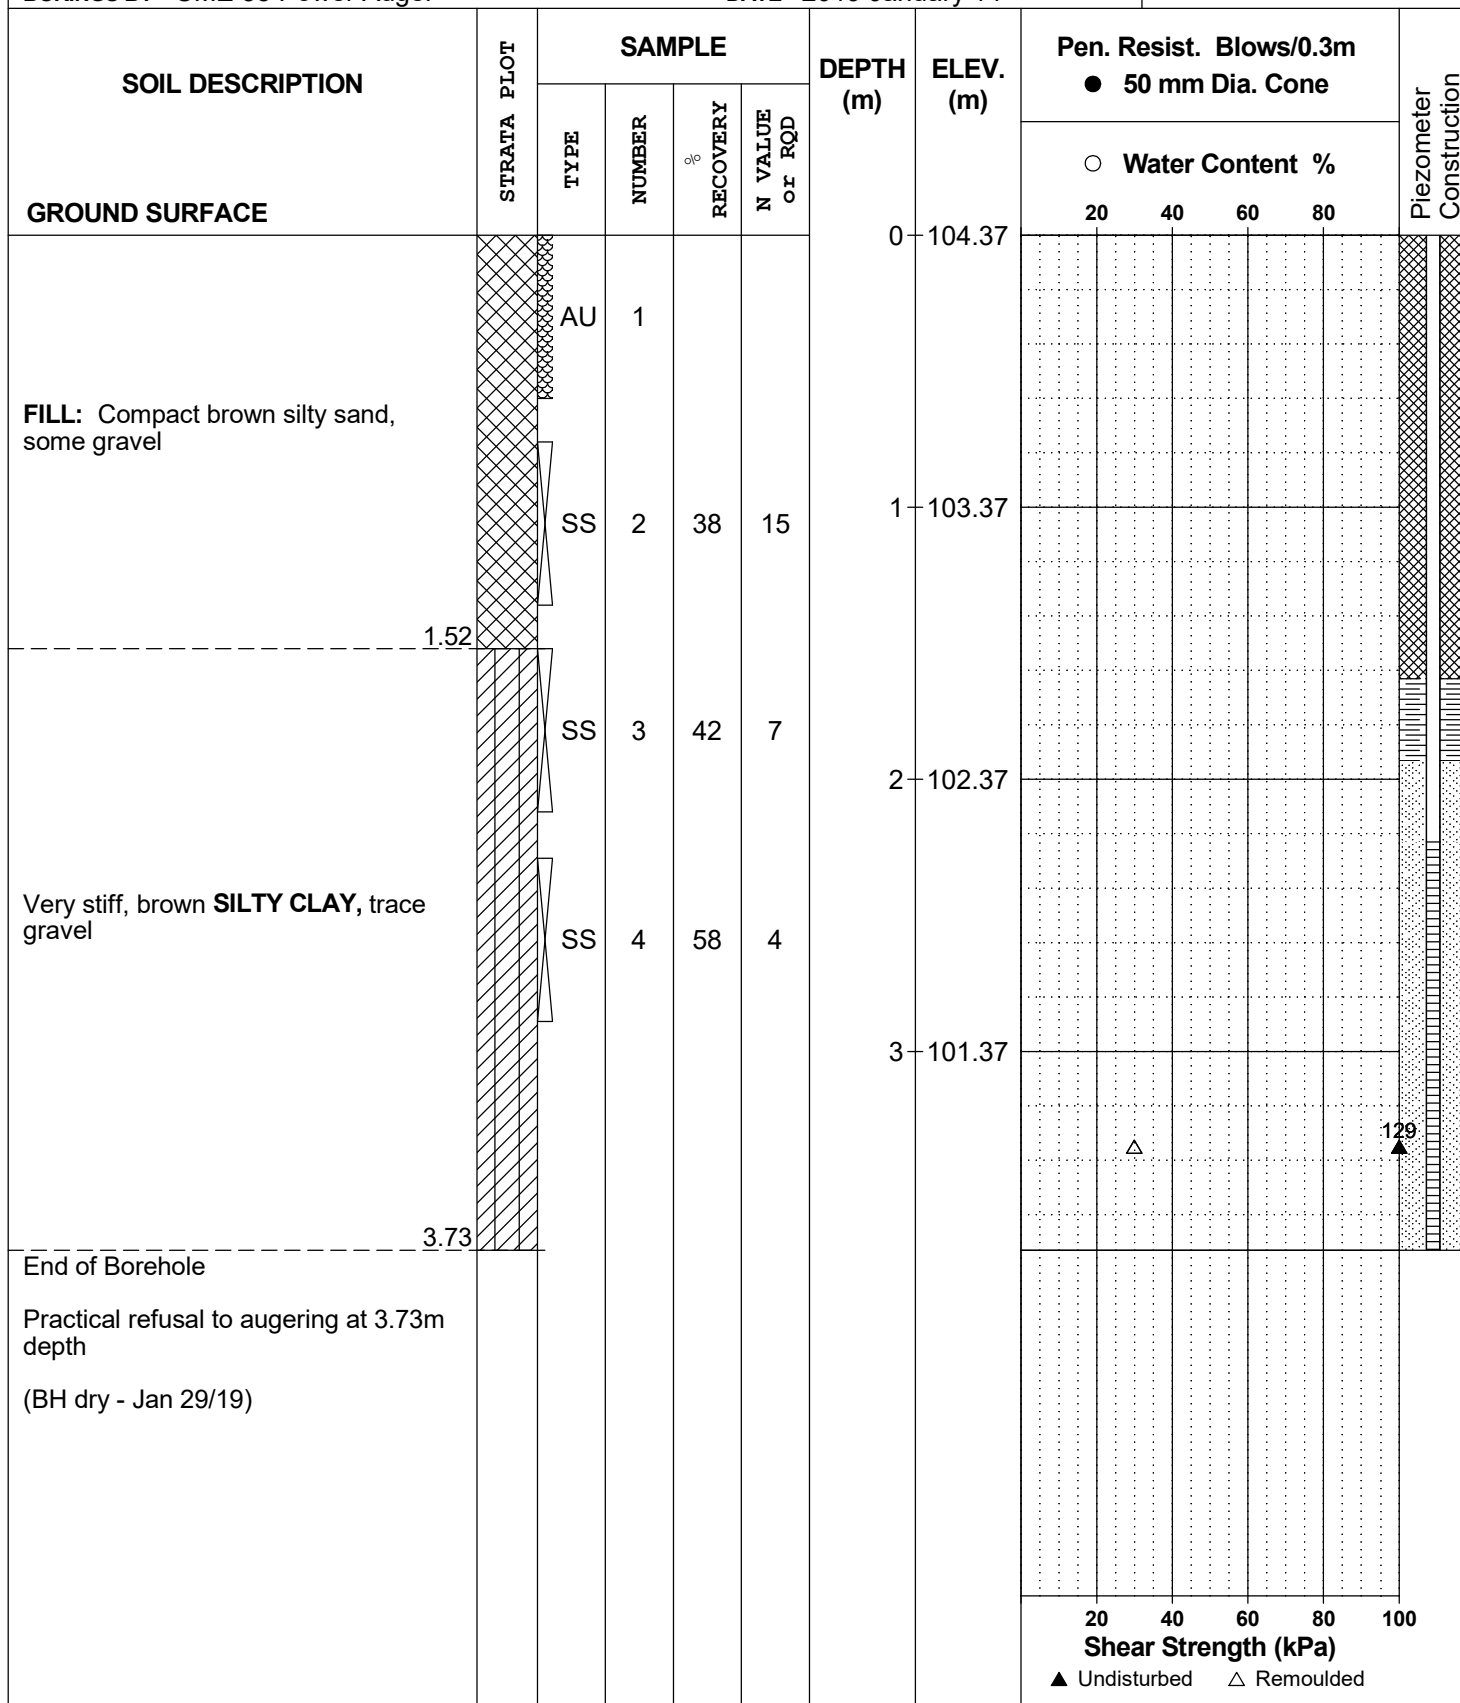 SOIL DESCRIPTION
GROUND SURFACE
STRATA PLOT
SAMPLE
TYPE
NUMBER
% RECOVERY
N VALUE
or RQD
DEPTH
(m)
ELEV.
(m)
Pen. Resist. Blows/0.3m
● 50 mm Dia. Cone
○ Water Content %
20 40 60 80
Piezometer
Construction
0 104.37
AU 1
FILL: Compact brown silty sand,
some gravel
SS 2 38 15
1 103.37
1.52
SS 3 42 7
2 102.37
Very stiff, brown SILTY CLAY, trace
gravel
SS 4 58 4
3 101.37
129
3.73
End of Borehole
Practical refusal to augering at 3.73m
depth
(BH dry - Jan 29/19)
20 40 60 80 100
Shear Strength (kPa)
▲ Undisturbed △ Remoulded